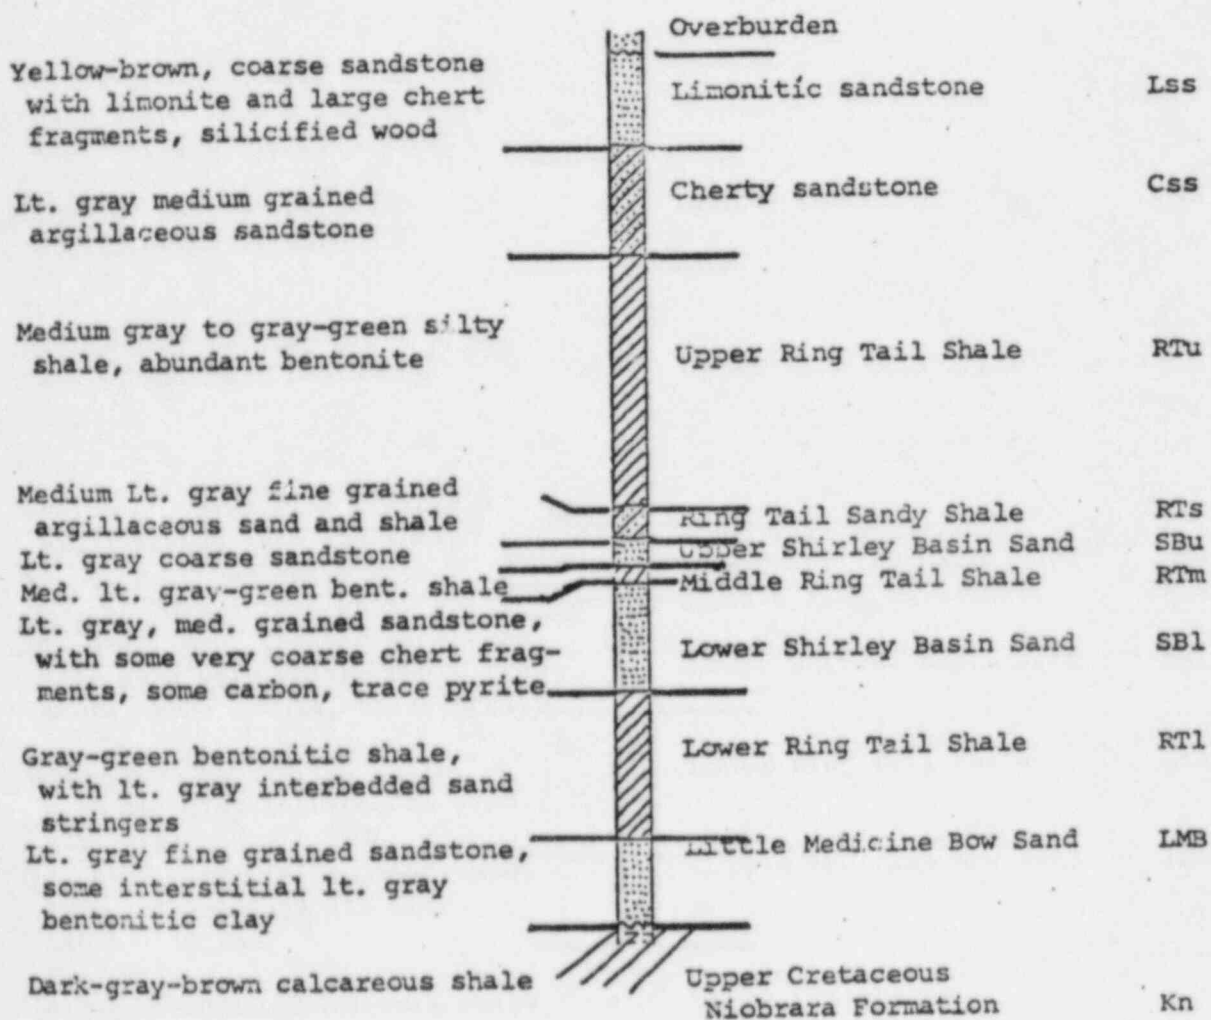 Overburden
Yellow-brown, coarse sandstone
with limonite and large chert
fragments, silicified wood
Limonitic sandstone Lss
Lt. gray medium grained
argillaceous sandstone
Cherty sandstone Css
Medium gray to gray-green silty
shale, abundant bentonite
Upper Ring Tail Shale RTu
Medium Lt. gray fine grained
argillaceous sand and shale
Ring Tail Sandy Shale RTs
Lt. gray coarse sandstone
Upper Shirley Basin Sand SBu
Med. lt. gray-green bent. shale
Middle Ring Tail Shale RTm
Lt. gray, med. grained sandstone,
with some very coarse chert frag-
ments, some carbon, trace pyrite
Lower Shirley Basin Sand SBl
Gray-green bentonitic shale,
with lt. gray interbedded sand
stringers
Lower Ring Tail Shale RTl
Lt. gray fine grained sandstone,
some interstitial lt. gray
bentonitic clay
Little Medicine Bow Sand LMB
Dark-gray-brown calcareous shale
Upper Cretaceous
Niobrara Formation Kn